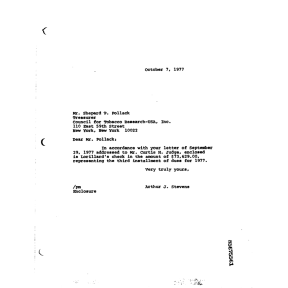 October 7, 1977
Mr. Shepard P. Pollack
Treasurer
Council for Tobacco Research-USA, Inc.
110 East 59th Street
New York, New York 10022
Dear Mr. Pollack:
In accordance with your letter of September
29, 1977 addressed to Mr. Curtis H. Judge, enclosed
is Lorillard's check in the amount of $73,629.00,
representing the third installment of dues for 1977.
Very truly yours,
Arthur J. Stevens
/ym
Enclosure